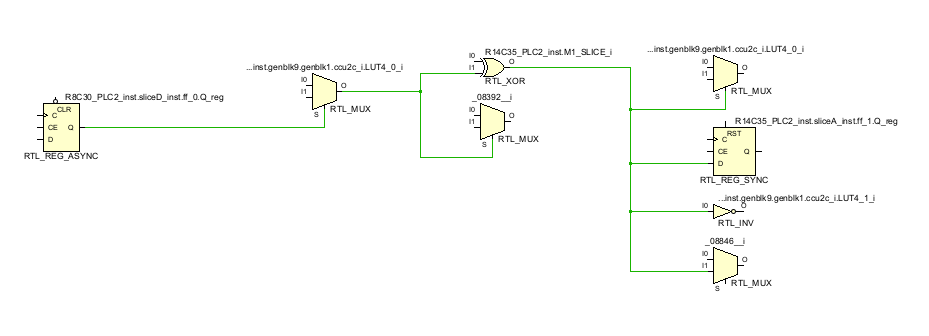 R8C30_PLC2_inst.sliceD_inst.ff_0.Q_reg
CLR
C
CE
Q
D
RTL_REG_ASYNC
...inst.genblk9.genblk1.ccu2c_i.LUT4_0_i
I0
I1
O
S
RTL_MUX
R14C35_PLC2_inst.M1_SLICE_i
I0
I1
O
RTL_XOR
_08392__i
I0
I1
O
S
RTL_MUX
...inst.genblk9.genblk1.ccu2c_i.LUT4_0_i
I0
I1
O
S
RTL_MUX
R14C35_PLC2_inst.sliceA_inst.ff_1.Q_reg
RST
C
CE
Q
D
RTL_REG_SYNC
...inst.genblk9.genblk1.ccu2c_i.LUT4_1_i
I0
O
RTL_INV
_08846__i
I0
I1
O
S
RTL_MUX